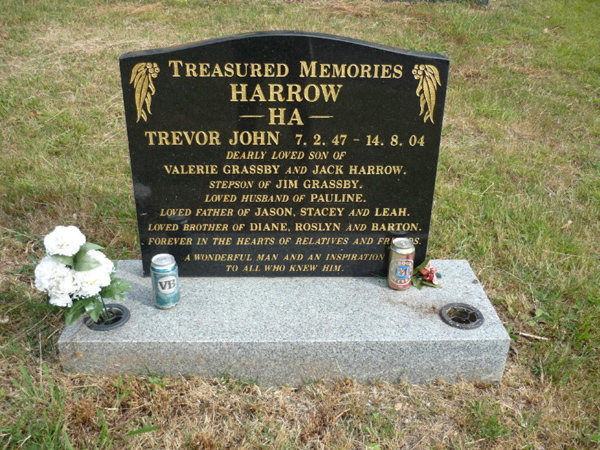 TREASURED MEMORIES
HARROW
— HA —
TREVOR JOHN 7. 2. 47 - 14. 8. 04
DEARLY LOVED SON OF
VALERIE GRASSBY AND JACK HARROW.
STEPSON OF JIM GRASSBY.
LOVED HUSBAND OF PAULINE.
LOVED FATHER OF JASON, STACEY AND LEAH.
LOVED BROTHER OF DIANE, ROSLYN AND BARTON.
FOREVER IN THE HEARTS OF RELATIVES AND FRIENDS.
A WONDERFUL MAN AND AN INSPIRATION
TO ALL WHO KNEW HIM.
VB